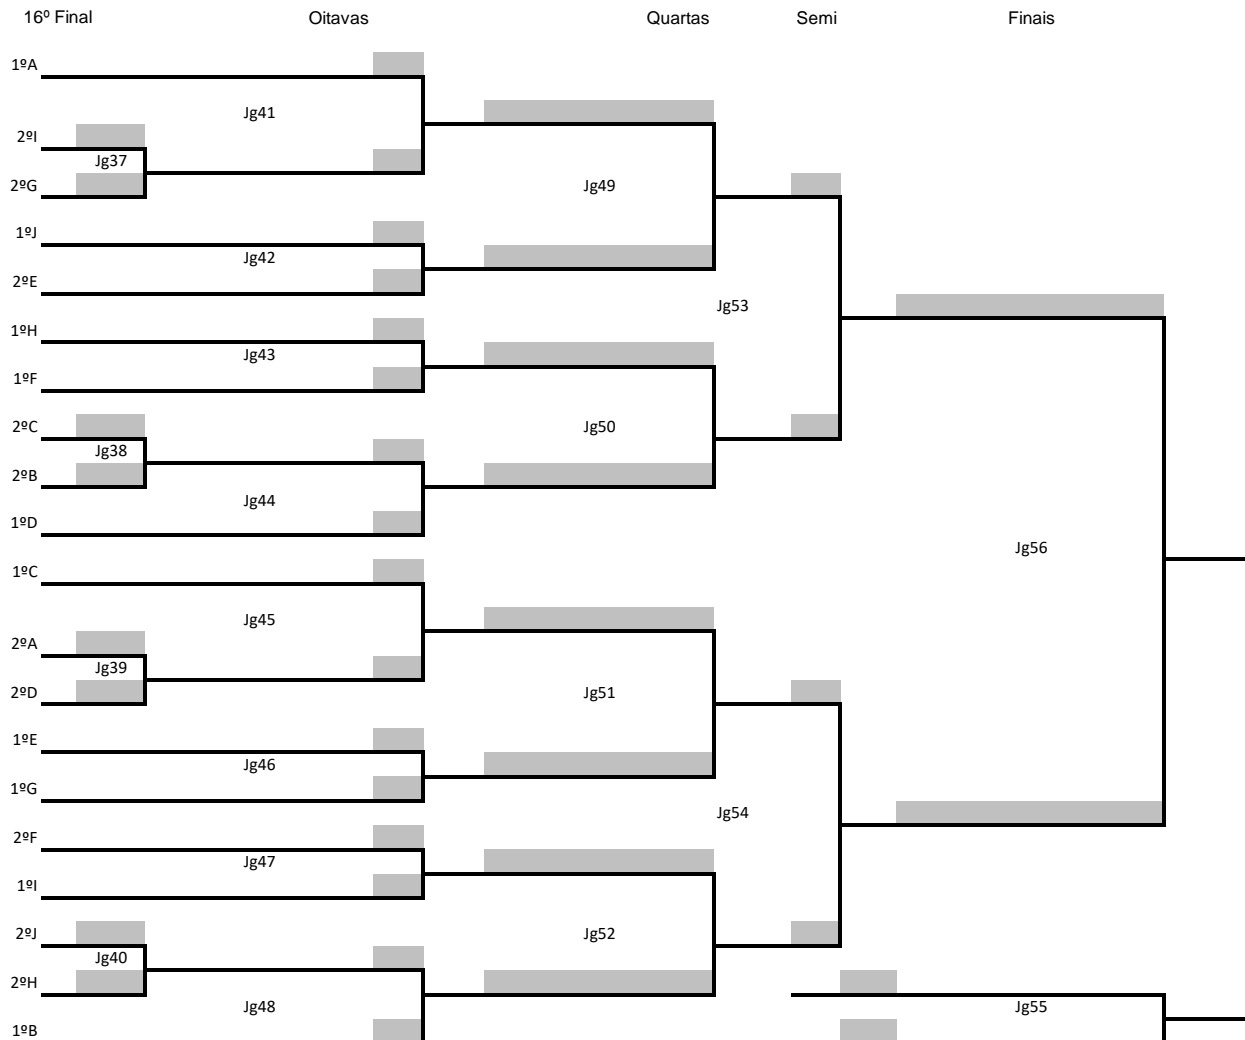 16º Final Oitavas Quartas Semi Finais
1ºA
Jg41
2ºI
Jg37
2ºG
Jg49
1ºJ
Jg42
2ºE
Jg53
1ºH
Jg43
1ºF
2ºC
Jg38
Jg50
2ºB
Jg44
1ºD
Jg56
1ºC
Jg45
2ºA
Jg39
2ºD
Jg51
1ºE
Jg46
1ºG
Jg54
2ºF
Jg47
1ºI
2ºJ
Jg52
Jg40
2ºH
Jg48
Jg55
1ºB